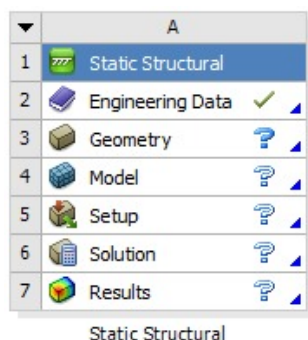 A
1 Static Structural
2 Engineering Data
3 Geometry
4 Model
5 Setup
6 Solution
7 Results
Static Structural